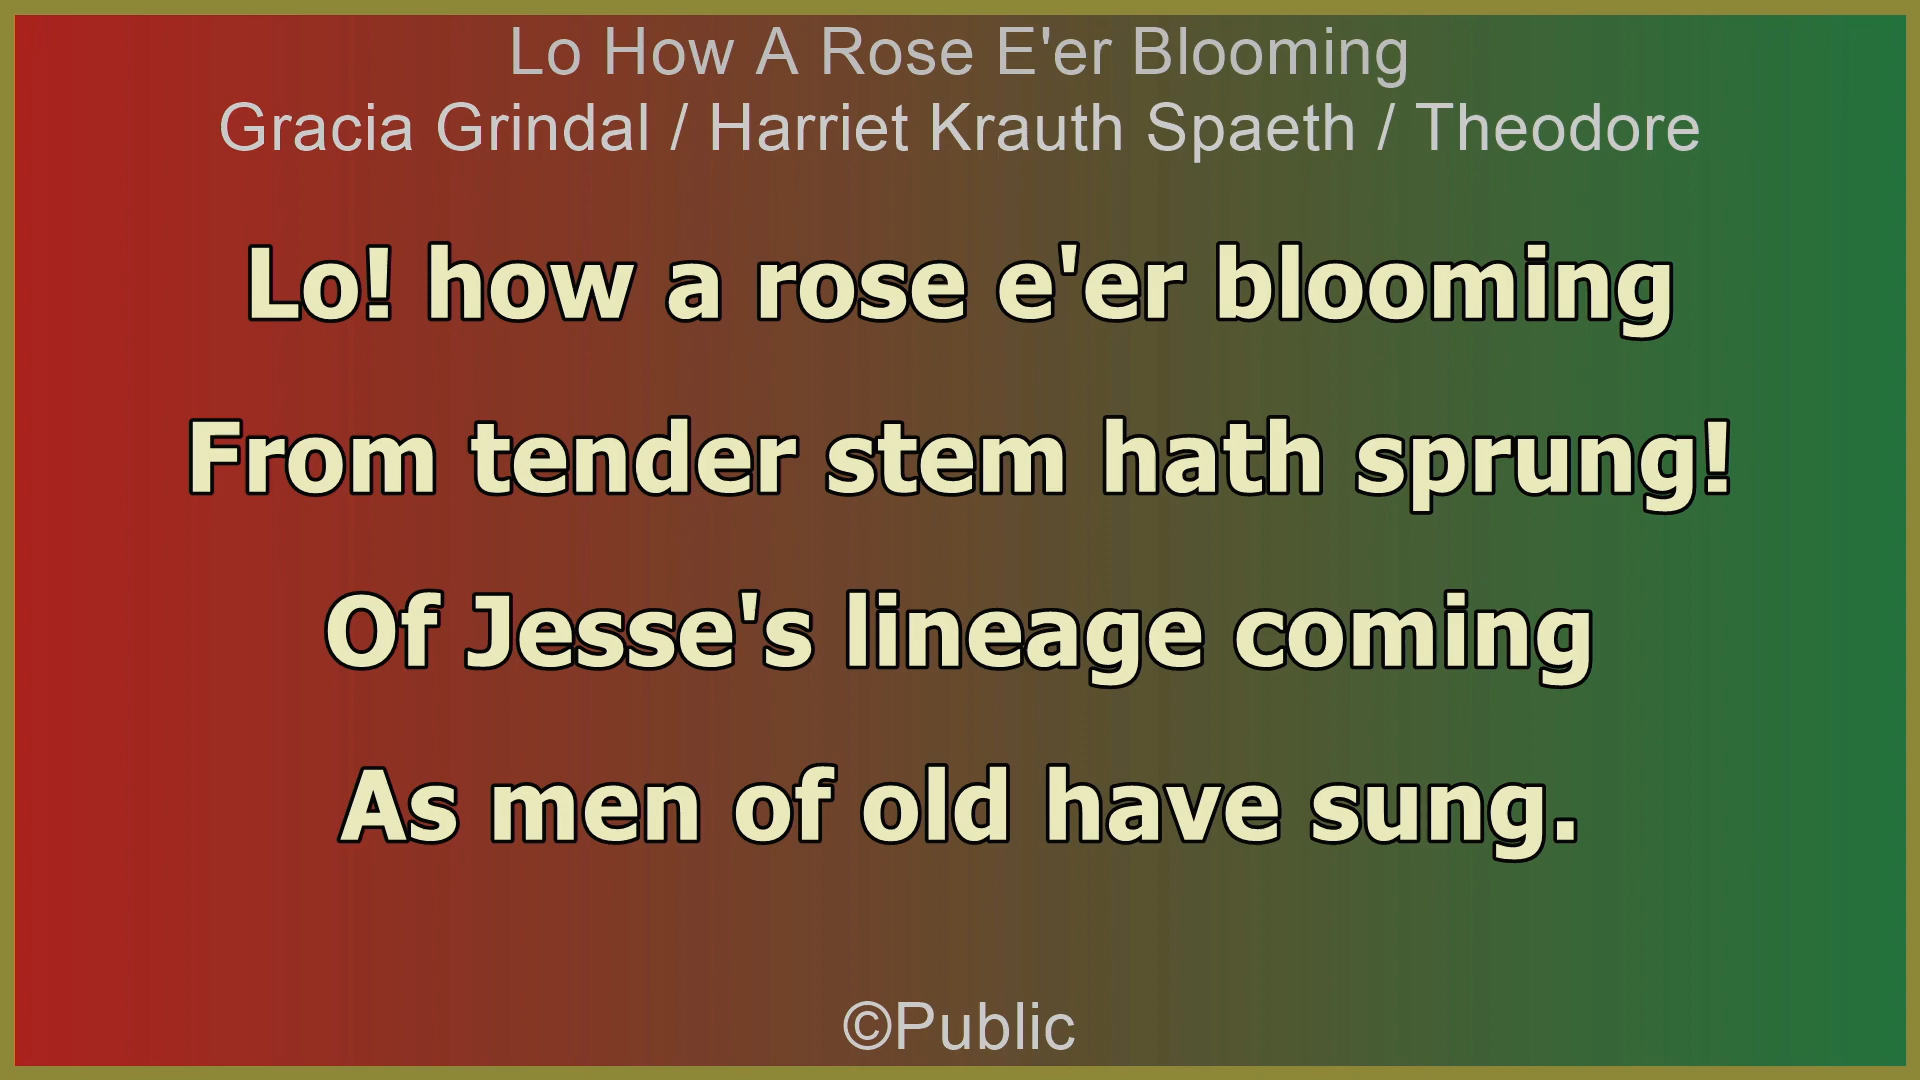 Lo How A Rose E'er Blooming
Gracia Grindal / Harriet Krauth Spaeth / Theodore
Lo! how a rose e'er blooming
From tender stem hath sprung!
Of Jesse's lineage coming
As men of old have sung.
©Public